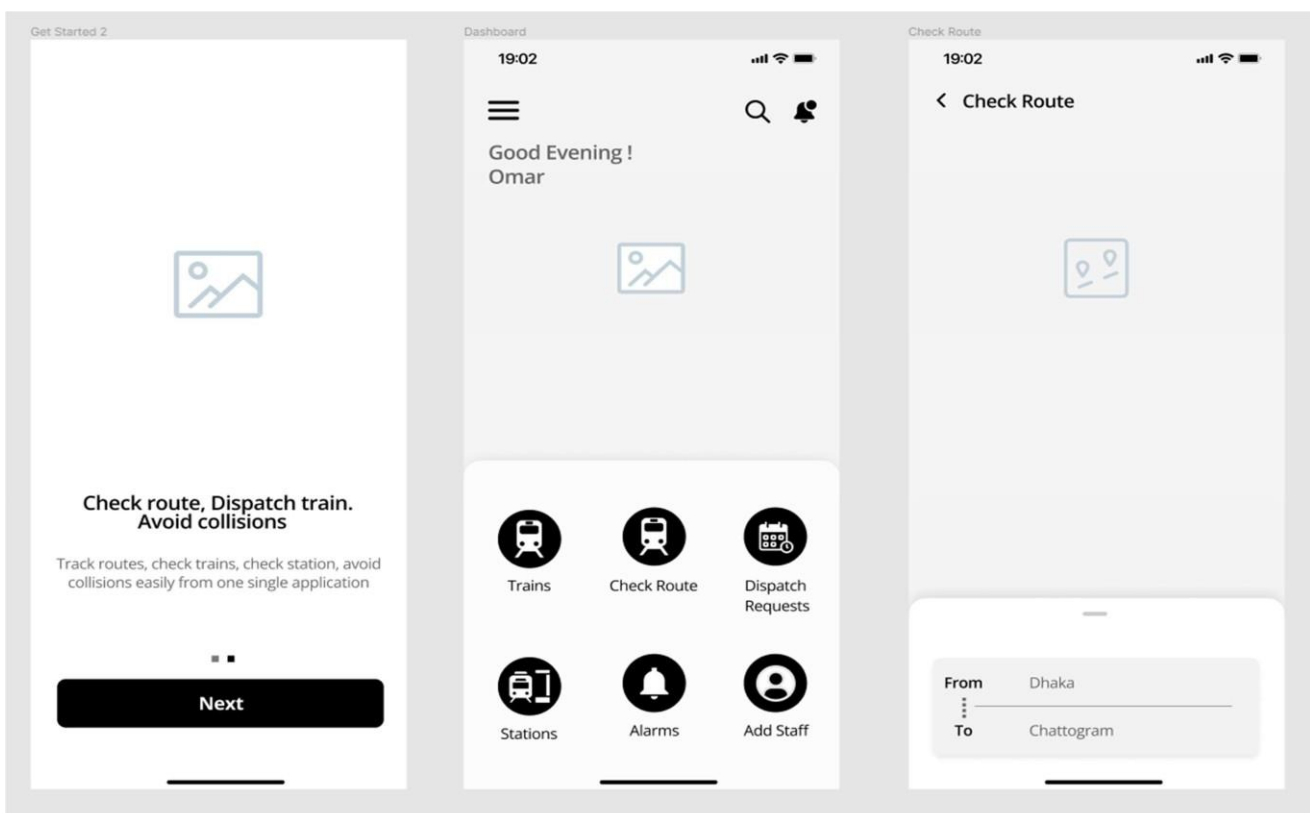 Get Started 2
Check route, Dispatch train.
Avoid collisions
Track routes, check trains, check station, avoid
collisions easily from one single application
Next
Dashboard
19:02
Good Evening !
Omar
Trains
Check Route
Dispatch
Requests
Stations
Alarms
Add Staff
Check Route
19:02
Check Route
From Dhaka
To Chattogram